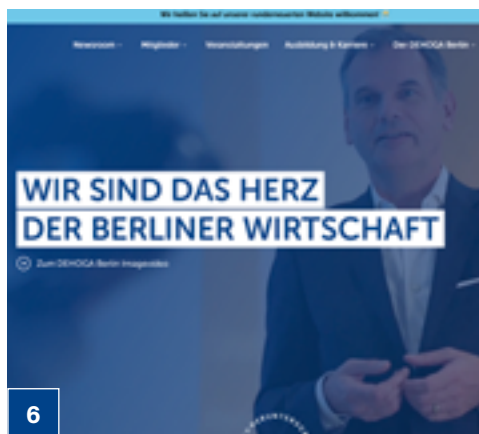 Wir heißen Sie auf unserer runderneuerten Website willkommen!
Newsroom Mitglieder Veranstaltungen Ausbildung & Karriere Der DEHOGA Berlin
WIR SIND DAS HERZ
DER BERLINER WIRTSCHAFT
Zum DEHOGA Berlin Imagevideo
6